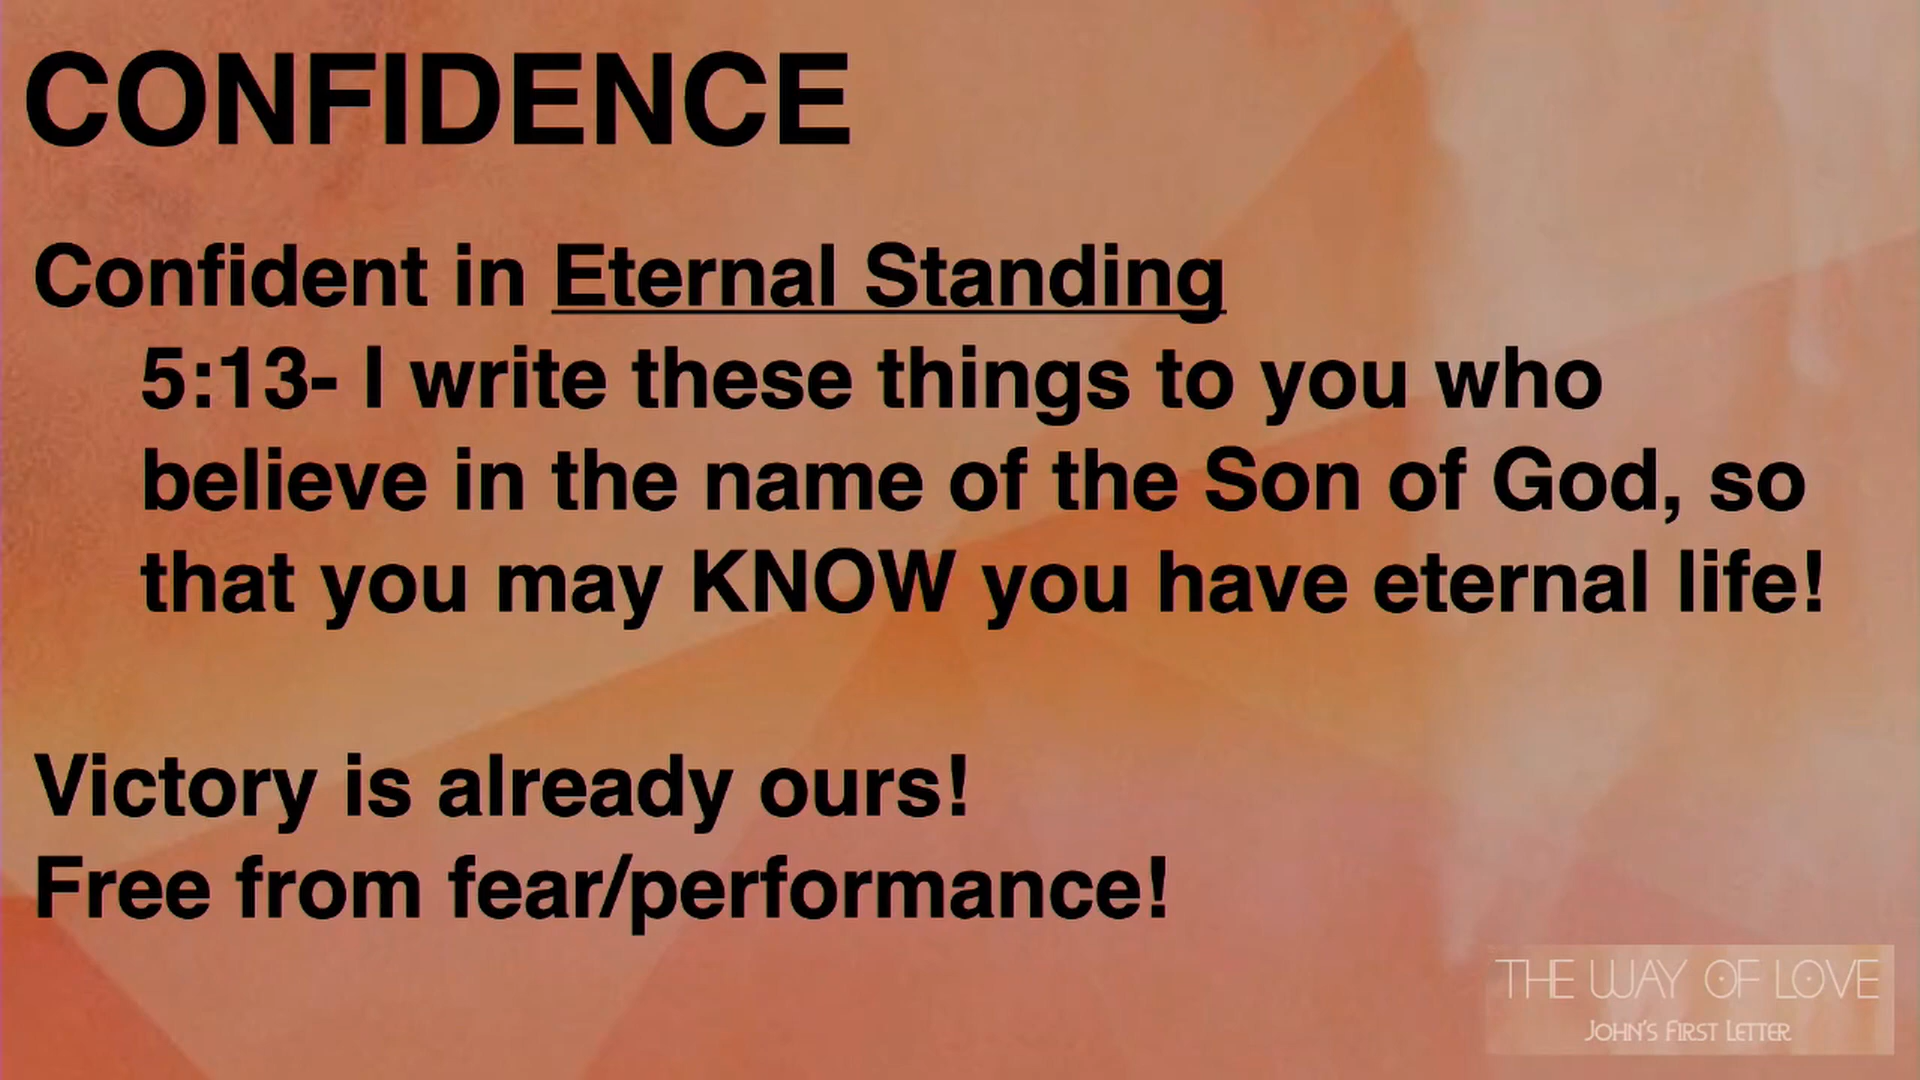 CONFIDENCE
Confident in Eternal Standing
5:13- I write these things to you who
believe in the name of the Son of God, so
that you may KNOW you have eternal life!
Victory is already ours!
Free from fear/performance!
THE WAY OF LOVE
JOHN'S FIRST LETTER